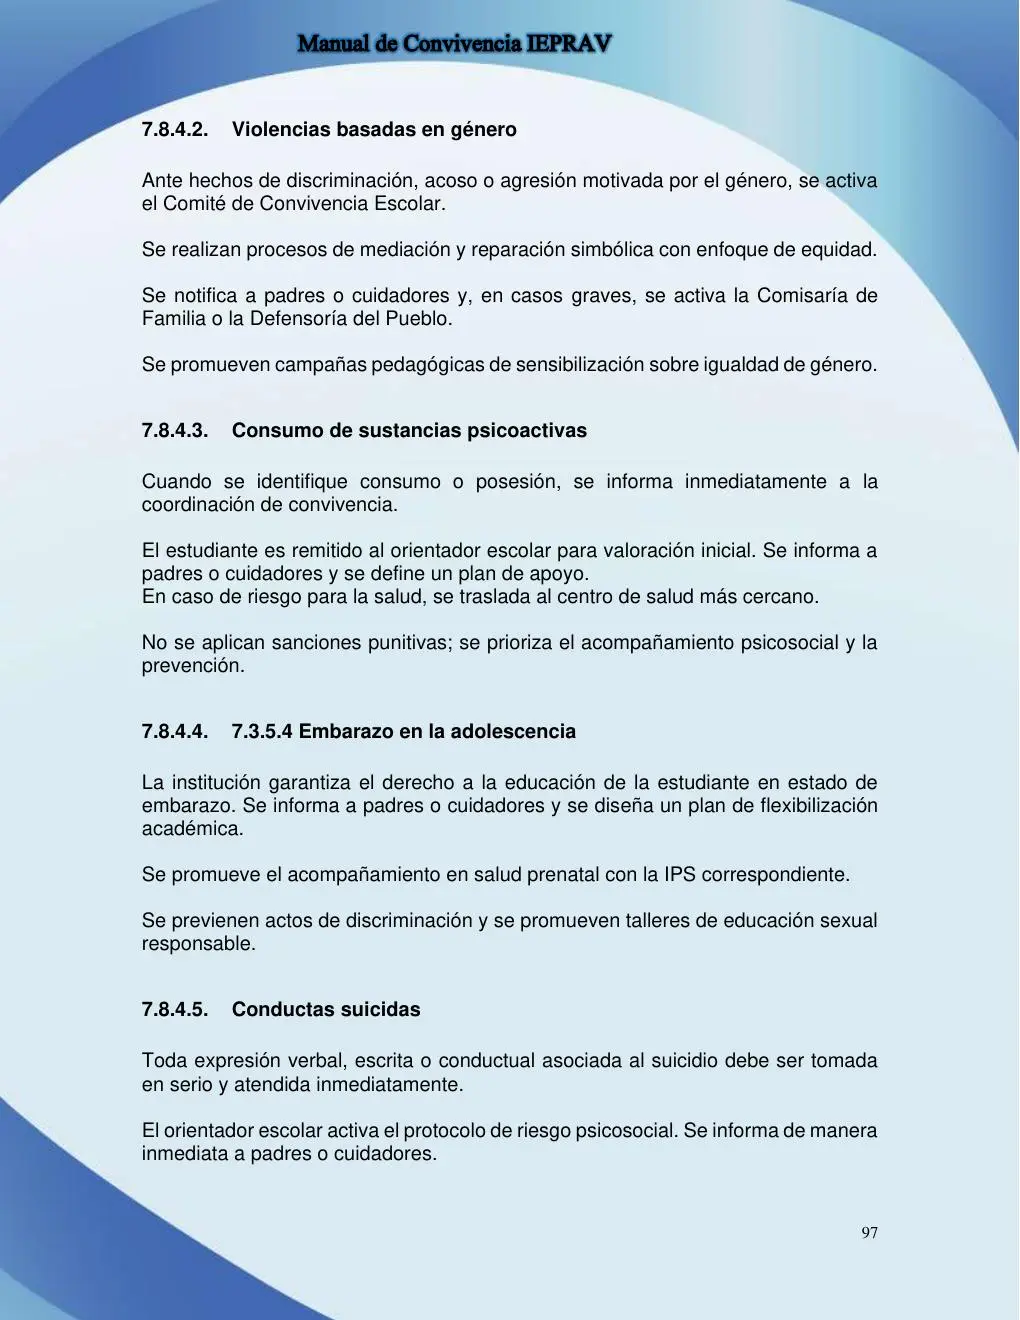 Manual de Convivencia IEPRAV
7.8.4.2. Violencias basadas en género
Ante hechos de discriminación, acoso o agresión motivada por el género, se activa
el Comité de Convivencia Escolar.
Se realizan procesos de mediación y reparación simbólica con enfoque de equidad.
Se notifica a padres o cuidadores y, en casos graves, se activa la Comisaría de
Familia o la Defensoría del Pueblo.
Se promueven campañas pedagógicas de sensibilización sobre igualdad de género.
7.8.4.3. Consumo de sustancias psicoactivas
Cuando se identifique consumo o posesión, se informa inmediatamente a la
coordinación de convivencia.
El estudiante es remitido al orientador escolar para valoración inicial. Se informa a
padres o cuidadores y se define un plan de apoyo.
En caso de riesgo para la salud, se traslada al centro de salud más cercano.
No se aplican sanciones punitivas; se prioriza el acompañamiento psicosocial y la
prevención.
7.8.4.4. 7.3.5.4 Embarazo en la adolescencia
La institución garantiza el derecho a la educación de la estudiante en estado de
embarazo. Se informa a padres o cuidadores y se diseña un plan de flexibilización
académica.
Se promueve el acompañamiento en salud prenatal con la IPS correspondiente.
Se previenen actos de discriminación y se promueven talleres de educación sexual
responsable.
7.8.4.5. Conductas suicidas
Toda expresión verbal, escrita o conductual asociada al suicidio debe ser tomada
en serio y atendida inmediatamente.
El orientador escolar activa el protocolo de riesgo psicosocial. Se informa de manera
inmediata a padres o cuidadores.
97